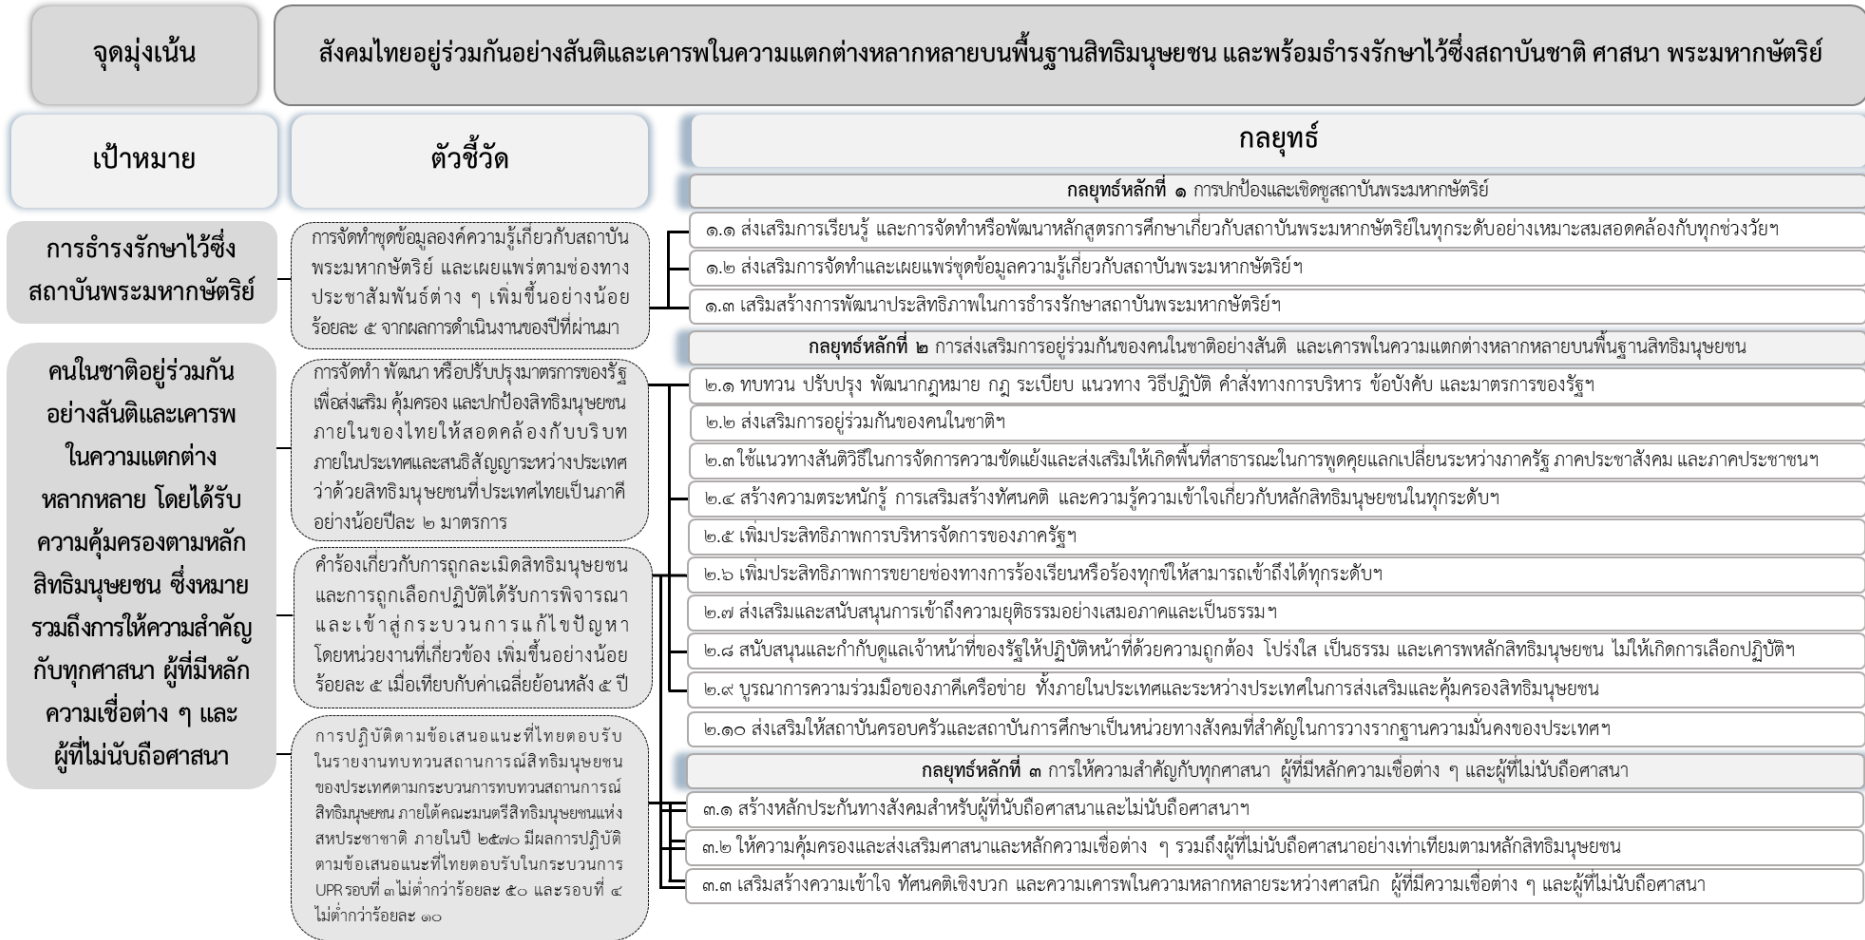 จุดมุ่งเน้น
สังคมไทยอยู่ร่วมกันอย่างสันติและเคารพในความแตกต่างหลากหลายบนพื้นฐานสิทธิมนุษยชน และพร้อมธำรงรักษาไว้ซึ่งสถาบันชาติ ศาสนา พระมหากษัตริย์
เป้าหมาย
ตัวชี้วัด
กลยุทธ์
การธำรงรักษาไว้ซึ่ง
สถาบันพระมหากษัตริย์
การจัดทำชุดข้อมูลองค์ความรู้เกี่ยวกับสถาบัน
พระมหากษัตริย์ และเผยแพร่ตามช่องทาง
ประชาสัมพันธ์ต่าง ๆ เพิ่มขึ้นอย่างน้อย
ร้อยละ ๕ จากผลการดำเนินงานของปีที่ผ่านมา
กลยุทธ์หลักที่ ๑ การปกป้องและเชิดชูสถาบันพระมหากษัตริย์
๑.๑ ส่งเสริมการเรียนรู้ และการจัดทำหรือพัฒนาหลักสูตรการศึกษาเกี่ยวกับสถาบันพระมหากษัตริย์ในทุกระดับอย่างเหมาะสมสอดคล้องกับทุกช่วงวัยฯ
๑.๒ ส่งเสริมการจัดทำและเผยแพร่ชุดข้อมูลความรู้เกี่ยวกับสถาบันพระมหากษัตริย์ฯ
๑.๓ เสริมสร้างการพัฒนาประสิทธิภาพในการธำรงรักษาสถาบันพระมหากษัตริย์ฯ
คนในชาติอยู่ร่วมกัน
อย่างสันติและเคารพ
ในความแตกต่าง
หลากหลาย โดยได้รับ
ความคุ้มครองตามหลัก
สิทธิมนุษยชน ซึ่งหมาย
รวมถึงการให้ความสำคัญ
กับทุกศาสนา ผู้ที่มีหลัก
ความเชื่อต่าง ๆ และ
ผู้ที่ไม่นับถือศาสนา
การจัดทำ พัฒนา หรือปรับปรุงมาตรการของรัฐ
เพื่อส่งเสริม คุ้มครอง และปกป้องสิทธิมนุษยชน
ภายในของไทยให้สอดคล้องกับบริบท
ภายในประเทศและสนธิสัญญาระหว่างประเทศ
ว่าด้วยสิทธิมนุษยชนที่ประเทศไทยเป็นภาคี
อย่างน้อยปีละ ๒ มาตรการ
คำร้องเกี่ยวกับการถูกละเมิดสิทธิมนุษยชน
และการถูกเลือกปฏิบัติได้รับการพิจารณา
และเข้าสู่กระบวนการแก้ไขปัญหา
โดยหน่วยงานที่เกี่ยวข้อง เพิ่มขึ้นอย่างน้อย
ร้อยละ ๕ เมื่อเทียบกับค่าเฉลี่ยย้อนหลัง ๕ ปี
การปฏิบัติตามข้อเสนอแนะที่ไทยตอบรับ
ในรายงานทบทวนสถานการณ์สิทธิมนุษยชน
ของประเทศตามกระบวนการทบทวนสถานการณ์
สิทธิมนุษยชน ภายใต้คณะมนตรีสิทธิมนุษยชนแห่ง
สหประชาชาติ ภายในปี ๒๕๗๐ มีผลการปฏิบัติ
ตามข้อเสนอแนะที่ไทยตอบรับในกระบวนการ
UPR รอบที่ ๓ ไม่ต่ำกว่าร้อยละ ๕๐ และรอบที่ ๔
ไม่ต่ำกว่าร้อยละ ๑๐
กลยุทธ์หลักที่ ๒ การส่งเสริมการอยู่ร่วมกันของคนในชาติอย่างสันติ และเคารพในความแตกต่างหลากหลายบนพื้นฐานสิทธิมนุษยชน
๒.๑ ทบทวน ปรับปรุง พัฒนากฎหมาย กฎ ระเบียบ แนวทาง วิธีปฏิบัติ คำสั่งทางการบริหาร ข้อบังคับ และมาตรการของรัฐฯ
๒.๒ ส่งเสริมการอยู่ร่วมกันของคนในชาติฯ
๒.๓ ใช้แนวทางสันติวิธีในการจัดการความขัดแย้งและส่งเสริมให้เกิดพื้นที่สาธารณะในการพูดคุยแลกเปลี่ยนระหว่างภาครัฐ ภาคประชาสังคม และภาคประชาชนฯ
๒.๔ สร้างความตระหนักรู้ การเสริมสร้างทัศนคติ และความรู้ความเข้าใจเกี่ยวกับหลักสิทธิมนุษยชนในทุกระดับฯ
๒.๕ เพิ่มประสิทธิภาพการบริหารจัดการของภาครัฐฯ
๒.๖ เพิ่มประสิทธิภาพการขยายช่องทางการร้องเรียนหรือร้องทุกข์ให้สามารถเข้าถึงได้ทุกระดับฯ
๒.๗ ส่งเสริมและสนับสนุนการเข้าถึงความยุติธรรมอย่างเสมอภาคและเป็นธรรมฯ
๒.๘ สนับสนุนและกำกับดูแลเจ้าหน้าที่ของรัฐให้ปฏิบัติหน้าที่ด้วยความถูกต้อง โปร่งใส เป็นธรรม และเคารพหลักสิทธิมนุษยชน ไม่ให้เกิดการเลือกปฏิบัติฯ
๒.๙ บูรณาการความร่วมมือของภาคีเครือข่าย ทั้งภายในประเทศและระหว่างประเทศในการส่งเสริมและคุ้มครองสิทธิมนุษยชน
๒.๑๐ ส่งเสริมให้สถาบันครอบครัวและสถาบันการศึกษาเป็นหน่วยทางสังคมที่สำคัญในการวางรากฐานความมั่นคงของประเทศฯ
กลยุทธ์หลักที่ ๓ การให้ความสำคัญกับทุกศาสนา ผู้ที่มีหลักความเชื่อต่าง ๆ และผู้ที่ไม่นับถือศาสนา
๓.๑ สร้างหลักประกันทางสังคมสำหรับผู้ที่นับถือศาสนาและไม่นับถือศาสนาฯ
๓.๒ ให้ความคุ้มครองและส่งเสริมศาสนาและหลักความเชื่อต่าง ๆ รวมถึงผู้ที่ไม่นับถือศาสนาอย่างเท่าเทียมตามหลักสิทธิมนุษยชน
๓.๓ เสริมสร้างความเข้าใจ ทัศนคติเชิงบวก และความเคารพในความหลากหลายระหว่างศาสนิก ผู้ที่มีความเชื่อต่าง ๆ และผู้ที่ไม่นับถือศาสนา